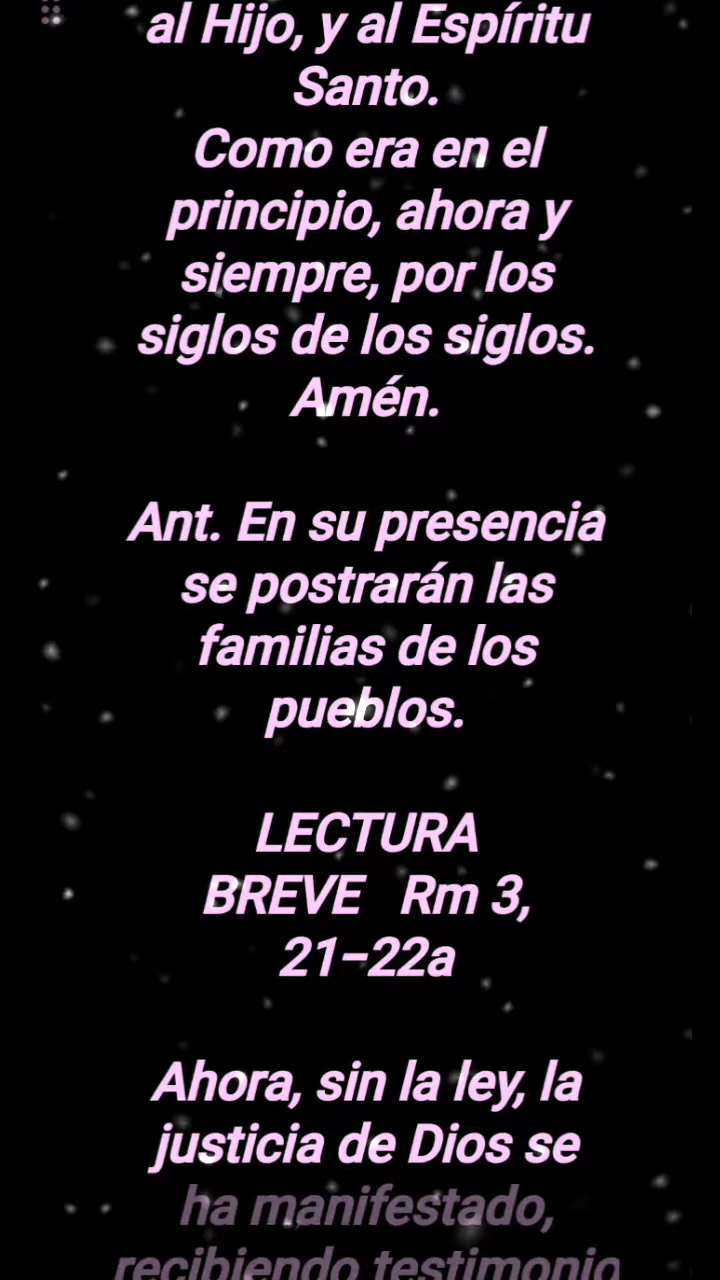 al Hijo, y al Espíritu
Santo.
Como era en el
principio, ahora y
siempre, por los
siglos de los siglos.
Amén.
Ant. En su presencia
se postrarán las
familias de los
pueblos.
LECTURA
BREVE Rm 3,
21-22a
Ahora, sin la ley, la
justicia de Dios se
ha manifestado,
recibiendo testimonio